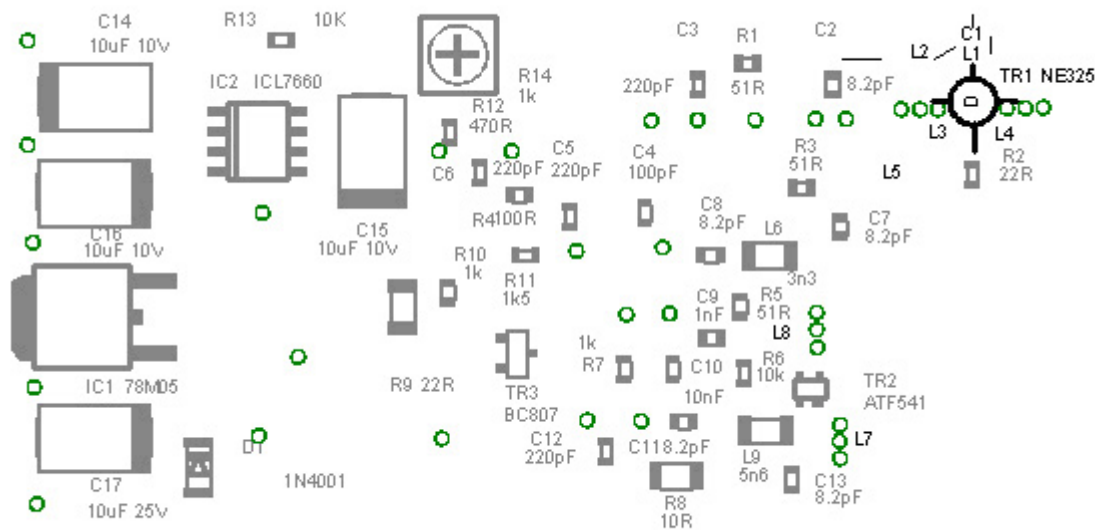 C14
10uF 10V
R13
10K
IC2 ICL7660
R14
1k
R12
470R
C6
220pF
C5
220pF
C4
100pF
C3
220pF
R1
51R
C2
8.2pF
L2
C1
L1
TR1 NE325
L3
L4
L5
R2
22R
R3
51R
R4
100R
C16
10uF 10V
C15
10uF 10V
R10
1k
R11
1k5
C8
8.2pF
L6
3n3
C7
8.2pF
C9
1nF
R5
51R
L8
IC1 78M05
R9 22R
TR3
BC807
1k
R7
C10
10nF
R6
10k
TR2
ATF541
D1
1N4001
C12
220pF
C11
8.2pF
L9
5n6
L7
C17
10uF 25V
R8
10R
C13
8.2pF